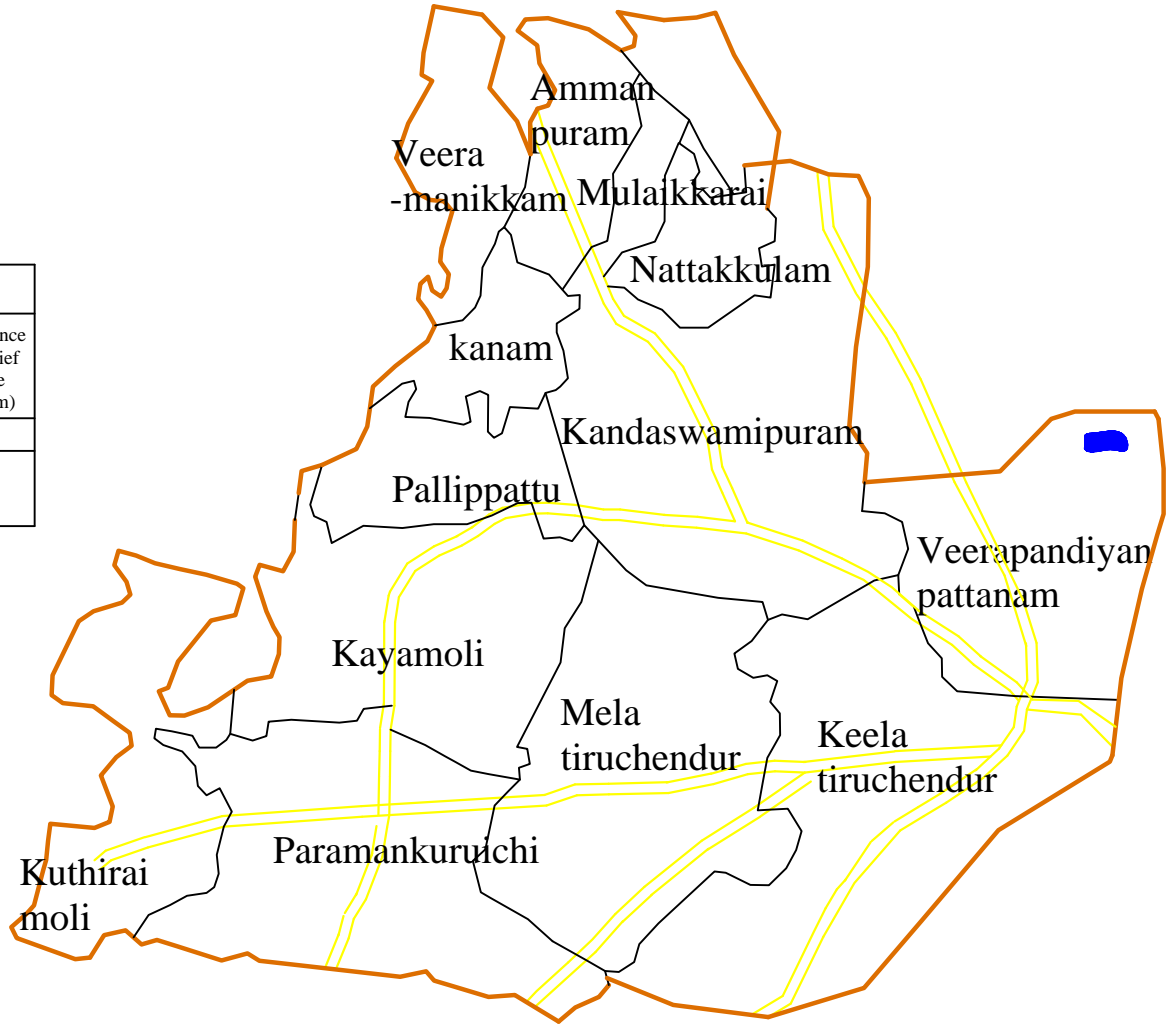 Amman
puram
Veera
-manikkam
Mulaikkarai
Nattakkulam
kanam
Kandaswamipuram
Pallippattu
Veerapandiyan
pattanam
Kayamoli
Mela
tiruchendur
Keela
tiruchendur
Paramankuruichi
Kuthirai
moli